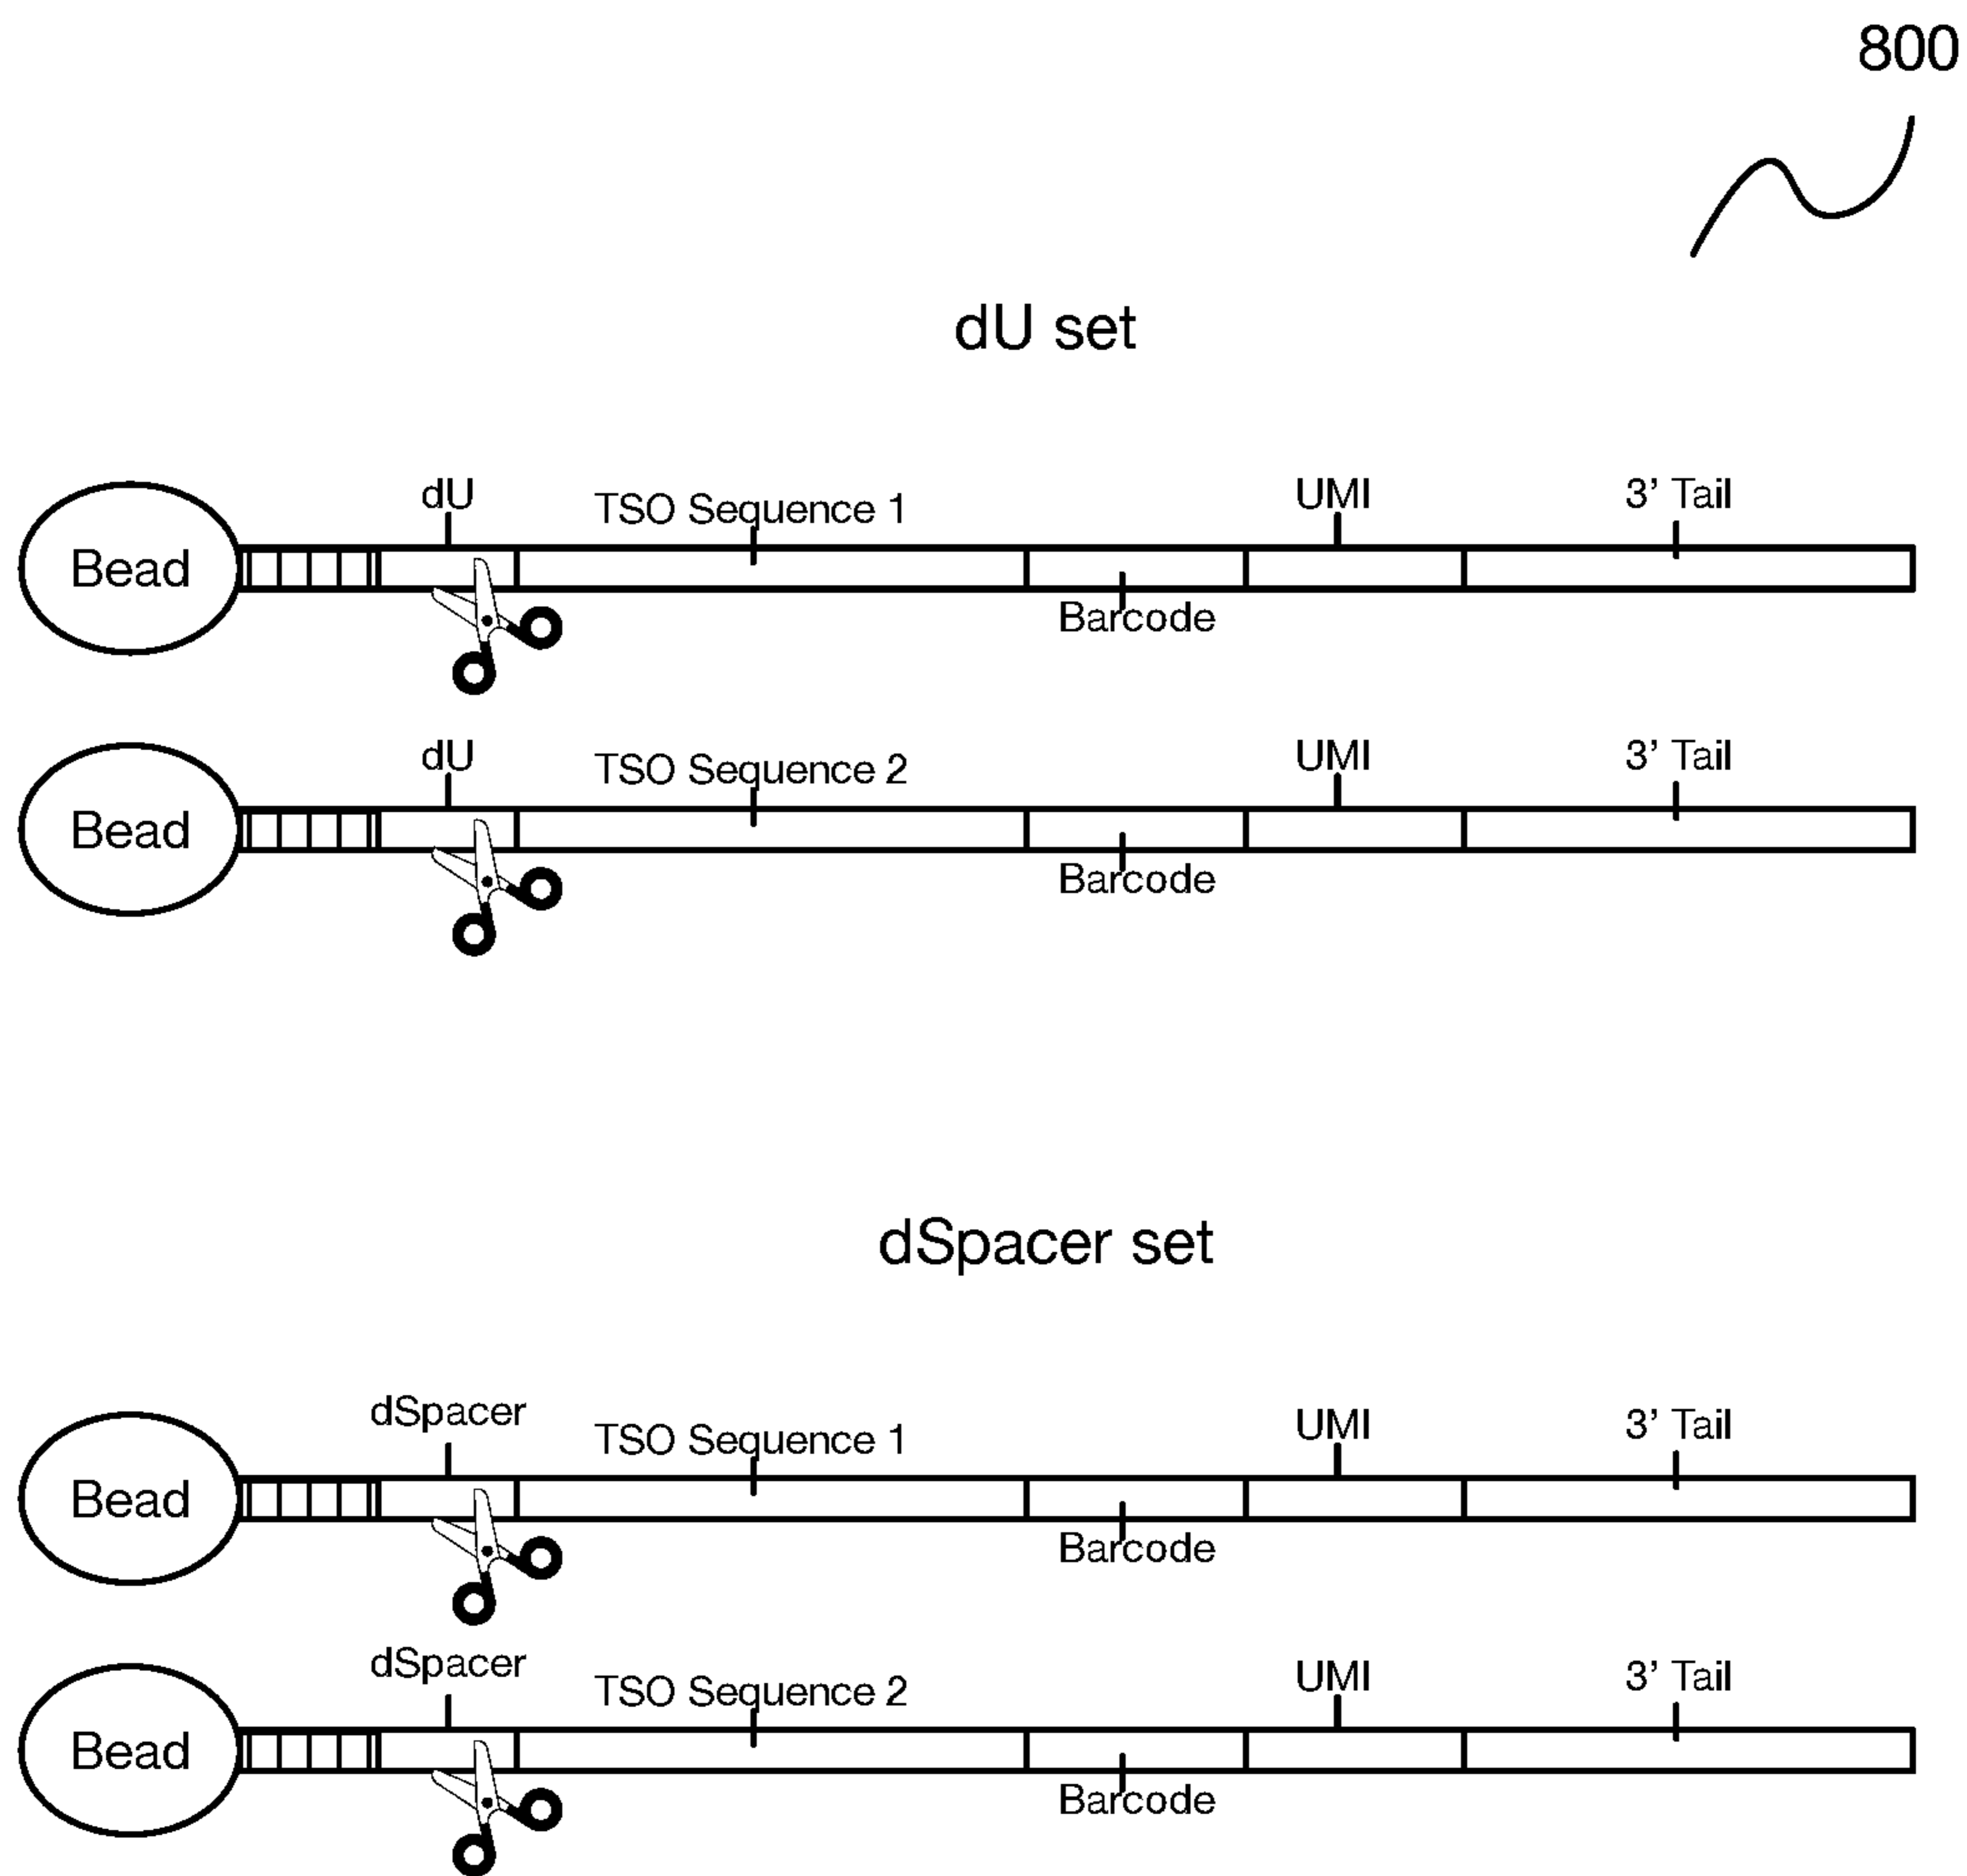 800
dU set
dU TSO Sequence 1 UMI 3’ Tail
Bead
Barcode
dU TSO Sequence 2 UMI 3’ Tail
Bead
Barcode
dSpacer set
dSpacer TSO Sequence 1 UMI 3’ Tail
Bead
Barcode
dSpacer TSO Sequence 2 UMI 3’ Tail
Bead
Barcode